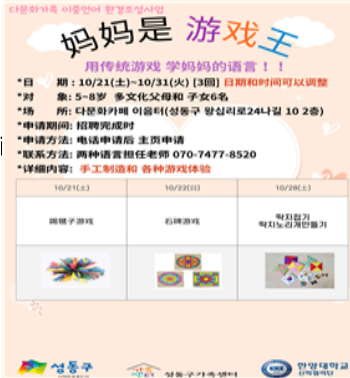 다문화가족 이중언어 환경조성사업
妈妈是 游戏王
用传统游戏 学妈妈的语言！！
*日 期: 10/21(土)~10/31(火) [3回] 日期和时间可以调整
*对 象: 5~8岁 多文化父母和 子女6名
*场 所: 다문화카페 이음터(성동구 왕십리로24나길 10 2층)
*申请期间: 招聘完成时
*申请方法: 电话申请后 主页申请
*联系方法: 两种语言担任老师 070-7477-8520
*详细内容: 手工制造和 各种游戏体验
10/21(土) 10/22(日) 10/28(土)
踢毽子游戏 石碑游戏 딱지접기
딱지노리개만들기
성동구 성동구가족센터 한양대학교